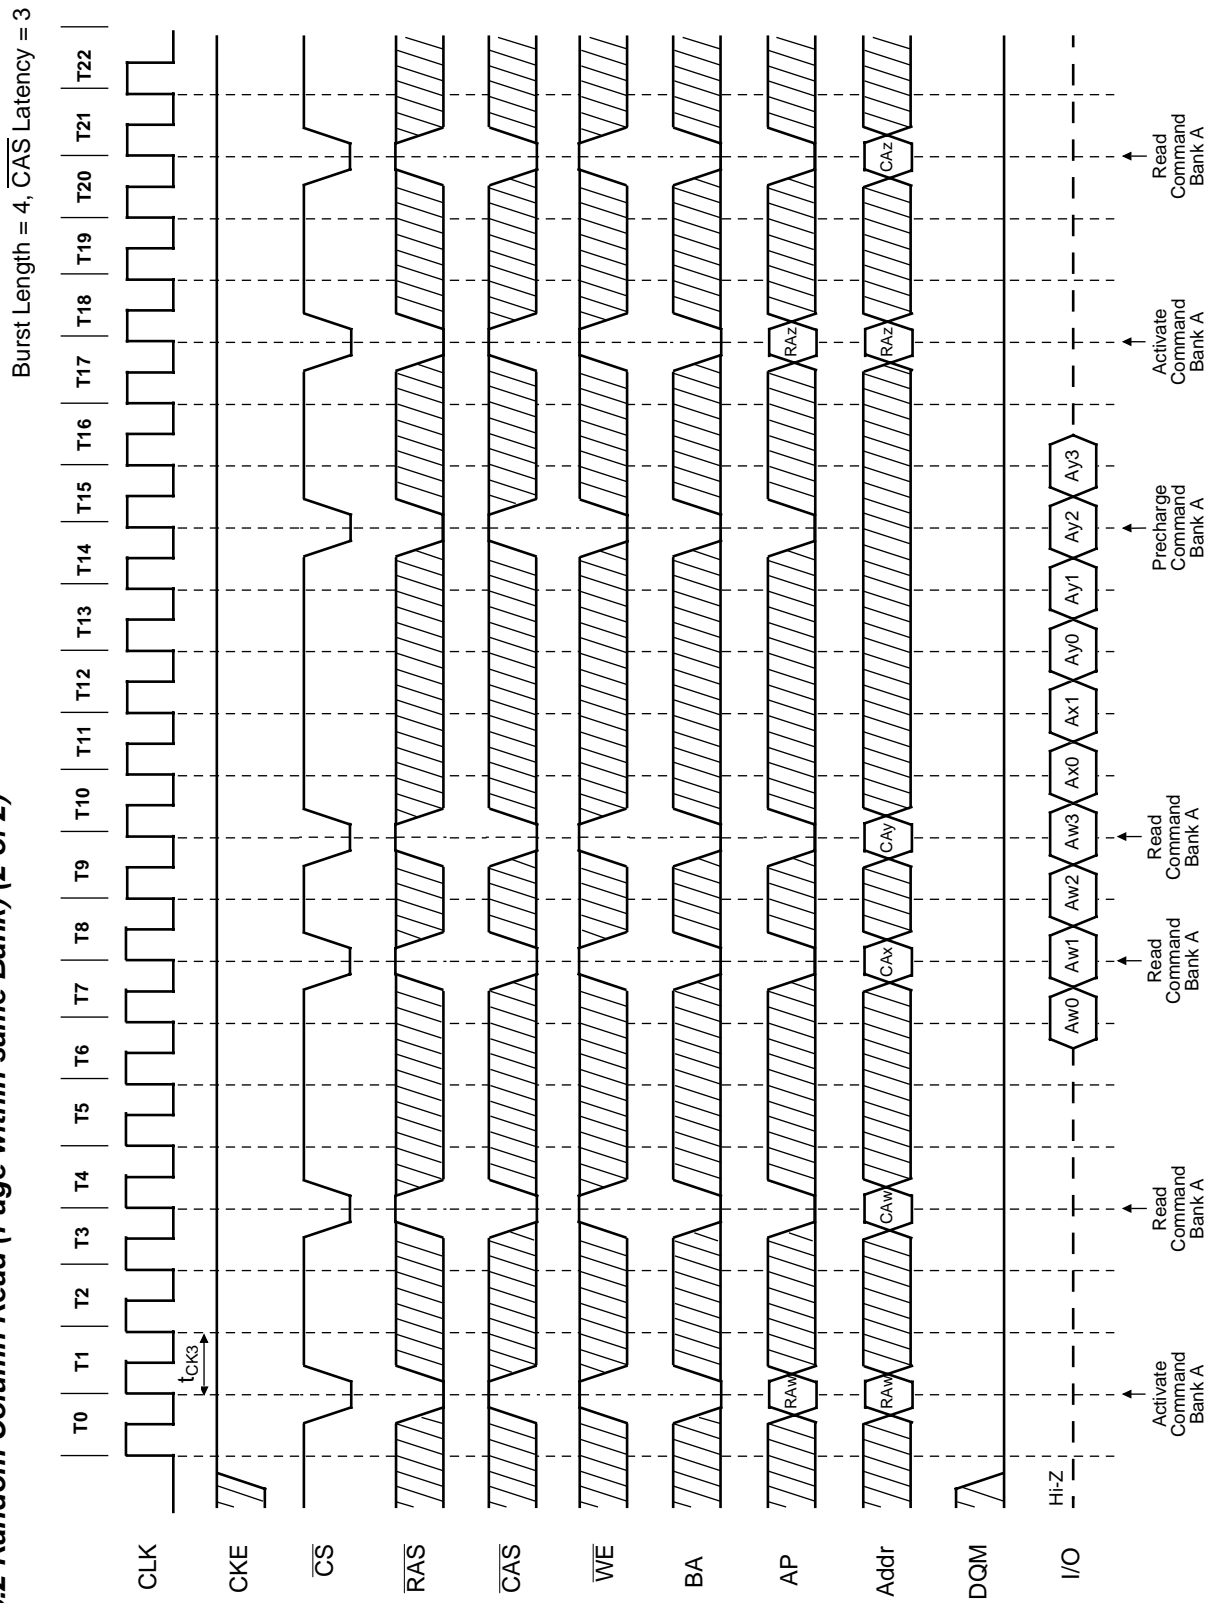 .2 Random Column Read (Page within same Bank) (2 of 2)
Burst Length = 4, CAS Latency = 3
T0 T1 T2 T3 T4 T5 T6 T7 T8 T9 T10 T11 T12 T13 T14 T15 T16 T17 T18 T19 T20 T21 T22
CLK
tCK3
CKE
CS
RAS
CAS
WE
BA
AP
RAw RAz
Addr
RAw CAw CAx CAy RAz CAz
DQM
I/O
Hi-Z
Aw0 Aw1 Aw2 Aw3 Ax0 Ax1 Ay0 Ay1 Ay2 Ay3
Activate
Command
Bank A
Read
Command
Bank A
Read
Command
Bank A
Read
Command
Bank A
Precharge
Command
Bank A
Activate
Command
Bank A
Read
Command
Bank A